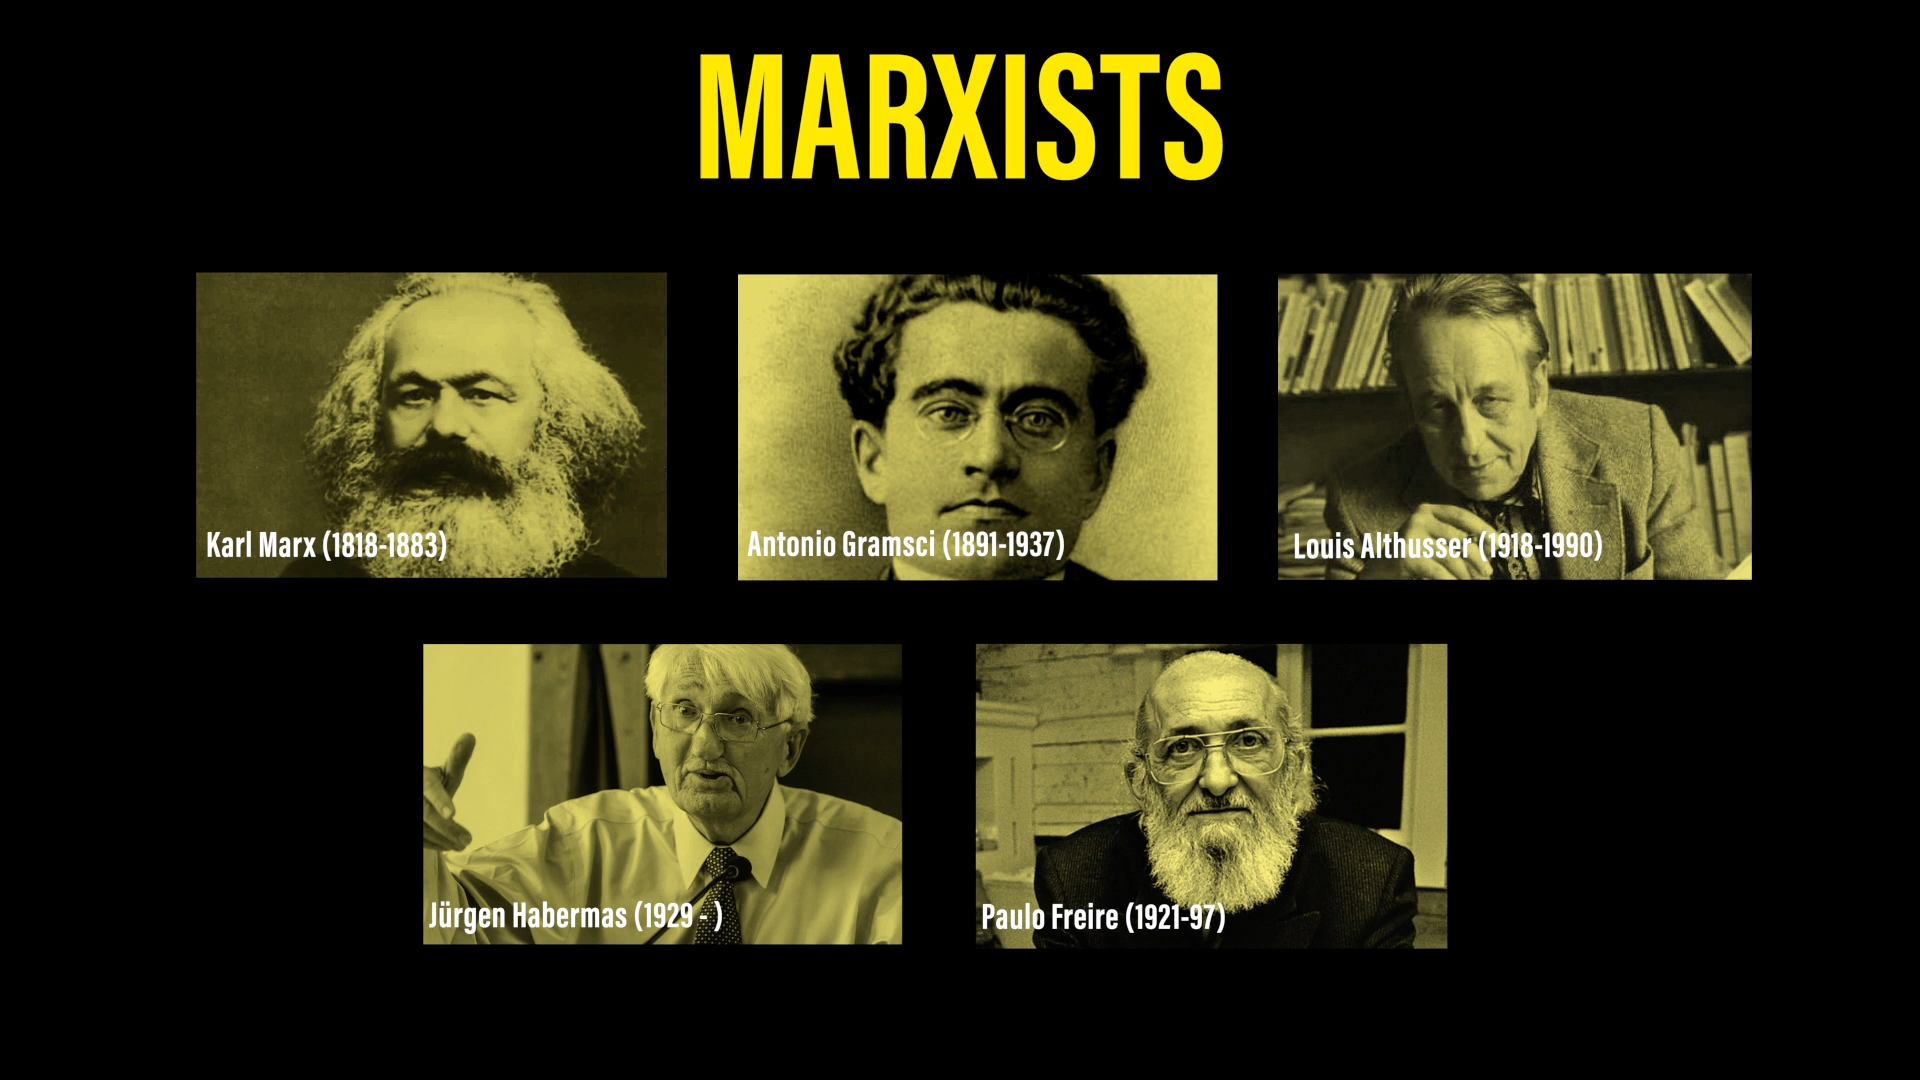 MARXISTS
Karl Marx (1818-1883)
Antonio Gramsci (1891-1937)
Louis Althusser (1918-1990)
Jürgen Habermas (1929 - )
Paulo Freire (1921-97)